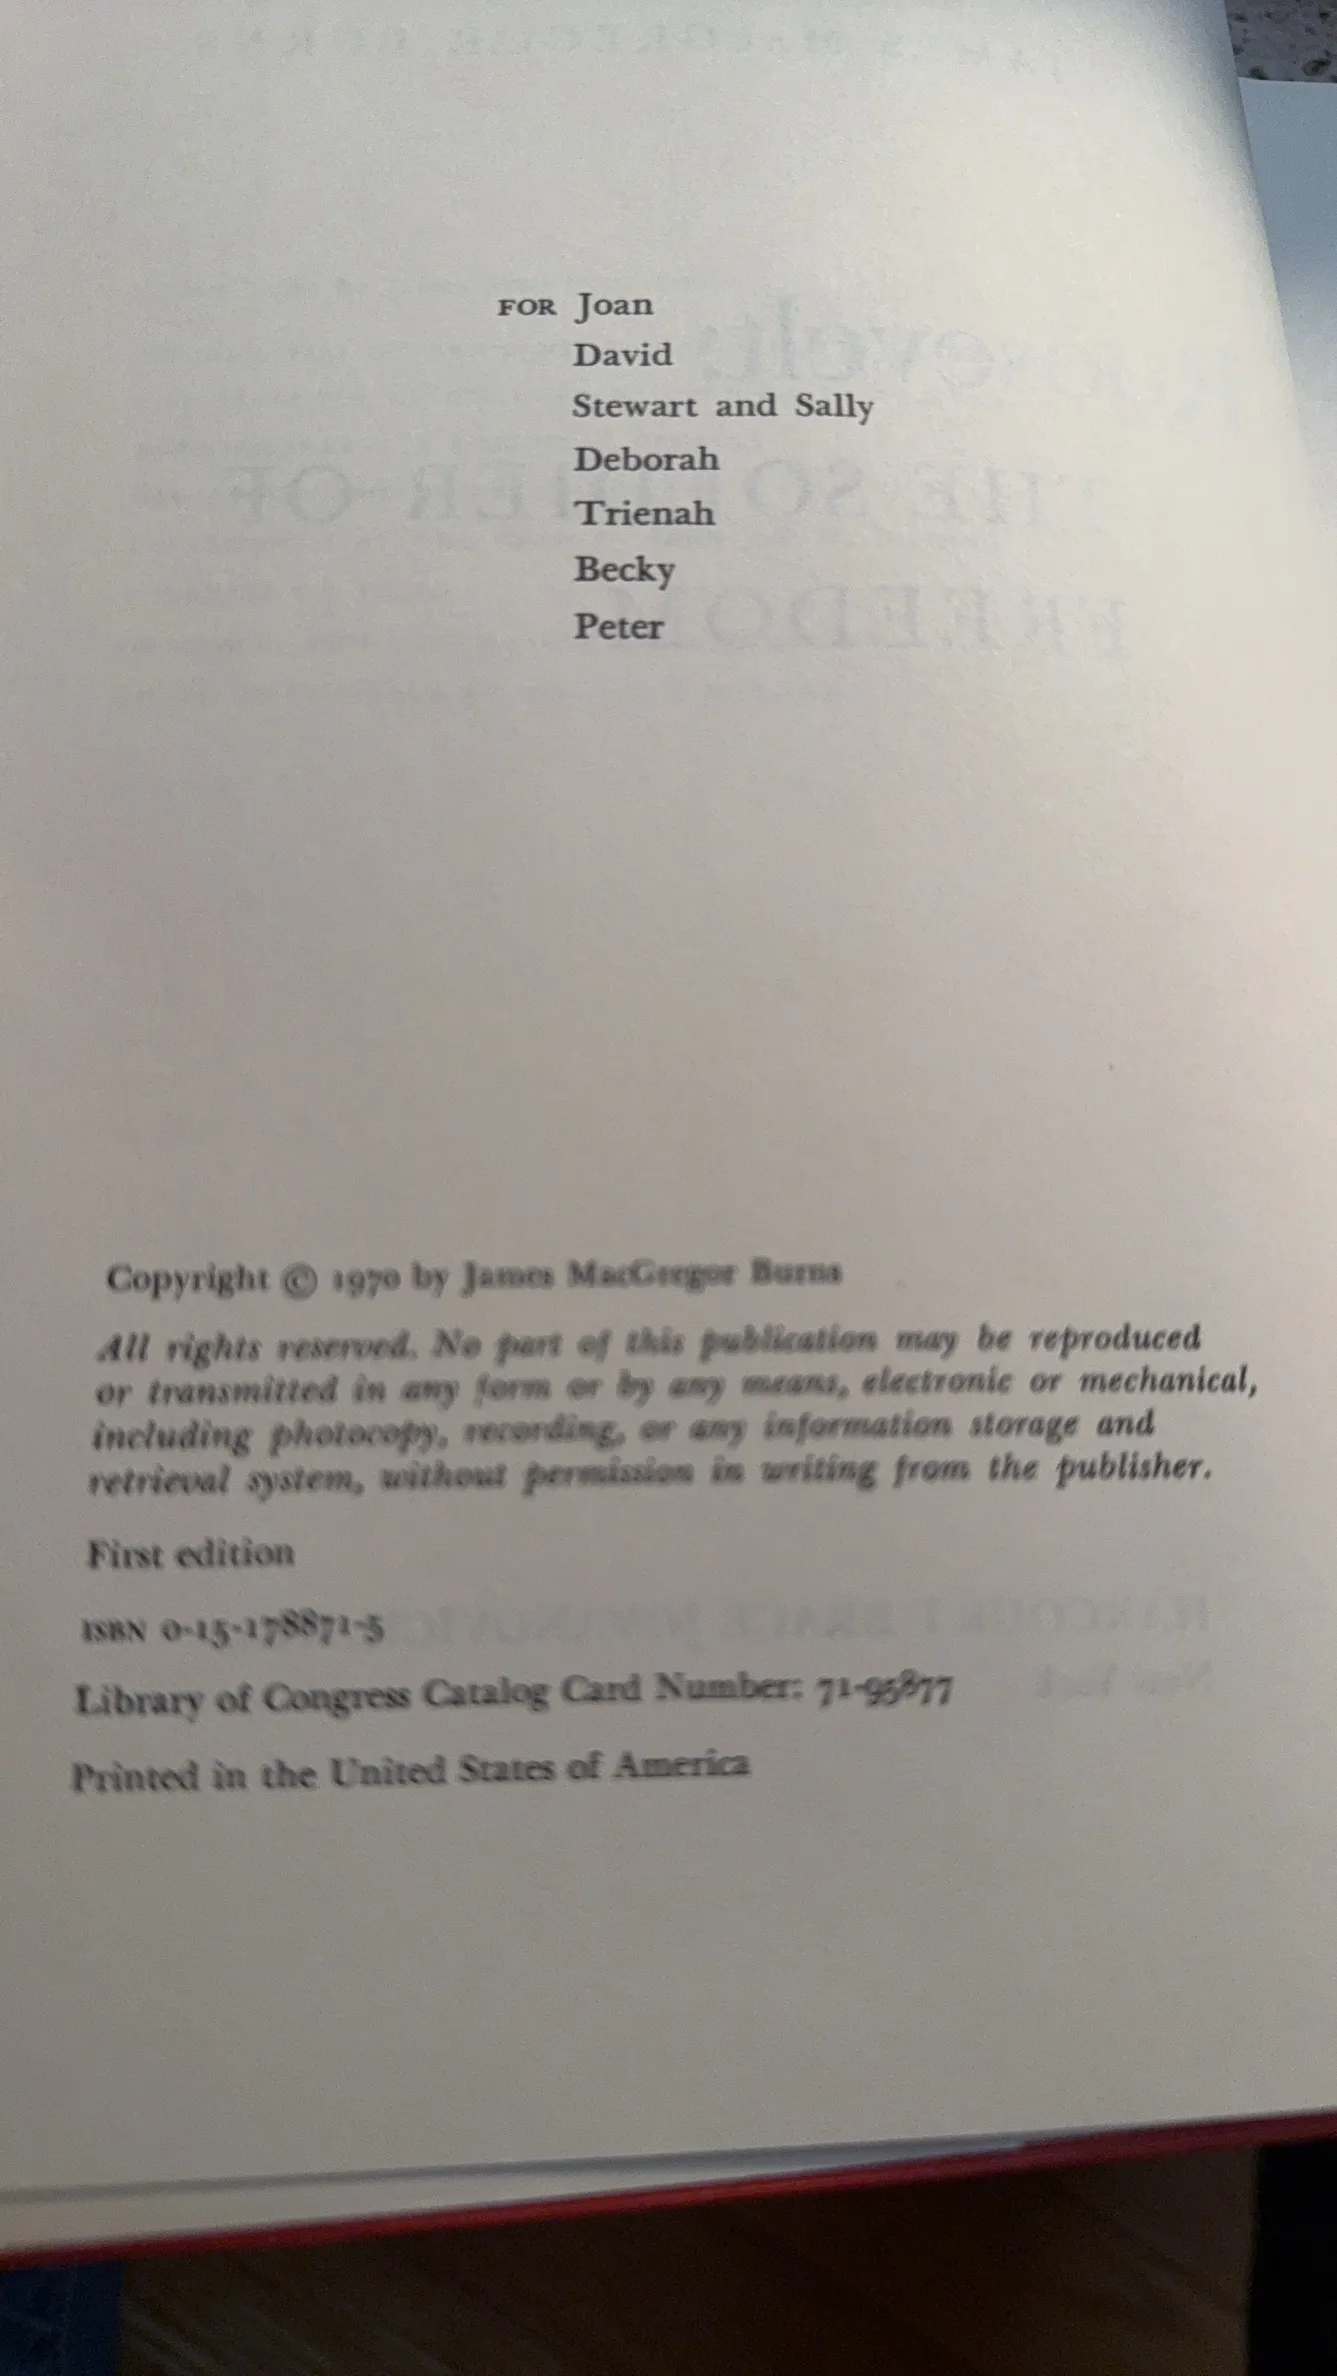 FOR Joan
David
Stewart and Sally
Deborah
Trienah
Becky
Peter
Copyright © 1970 by James MacGregor Burns
All rights reserved. No part of this publication may be reproduced
or transmitted in any form or by any means, electronic or mechanical,
including photocopy, recording, or any information storage and
retrieval system, without permission in writing from the publisher.
First edition
ISBN 0-15-178871-5
Library of Congress Catalog Card Number: 71-95877
Printed in the United States of America